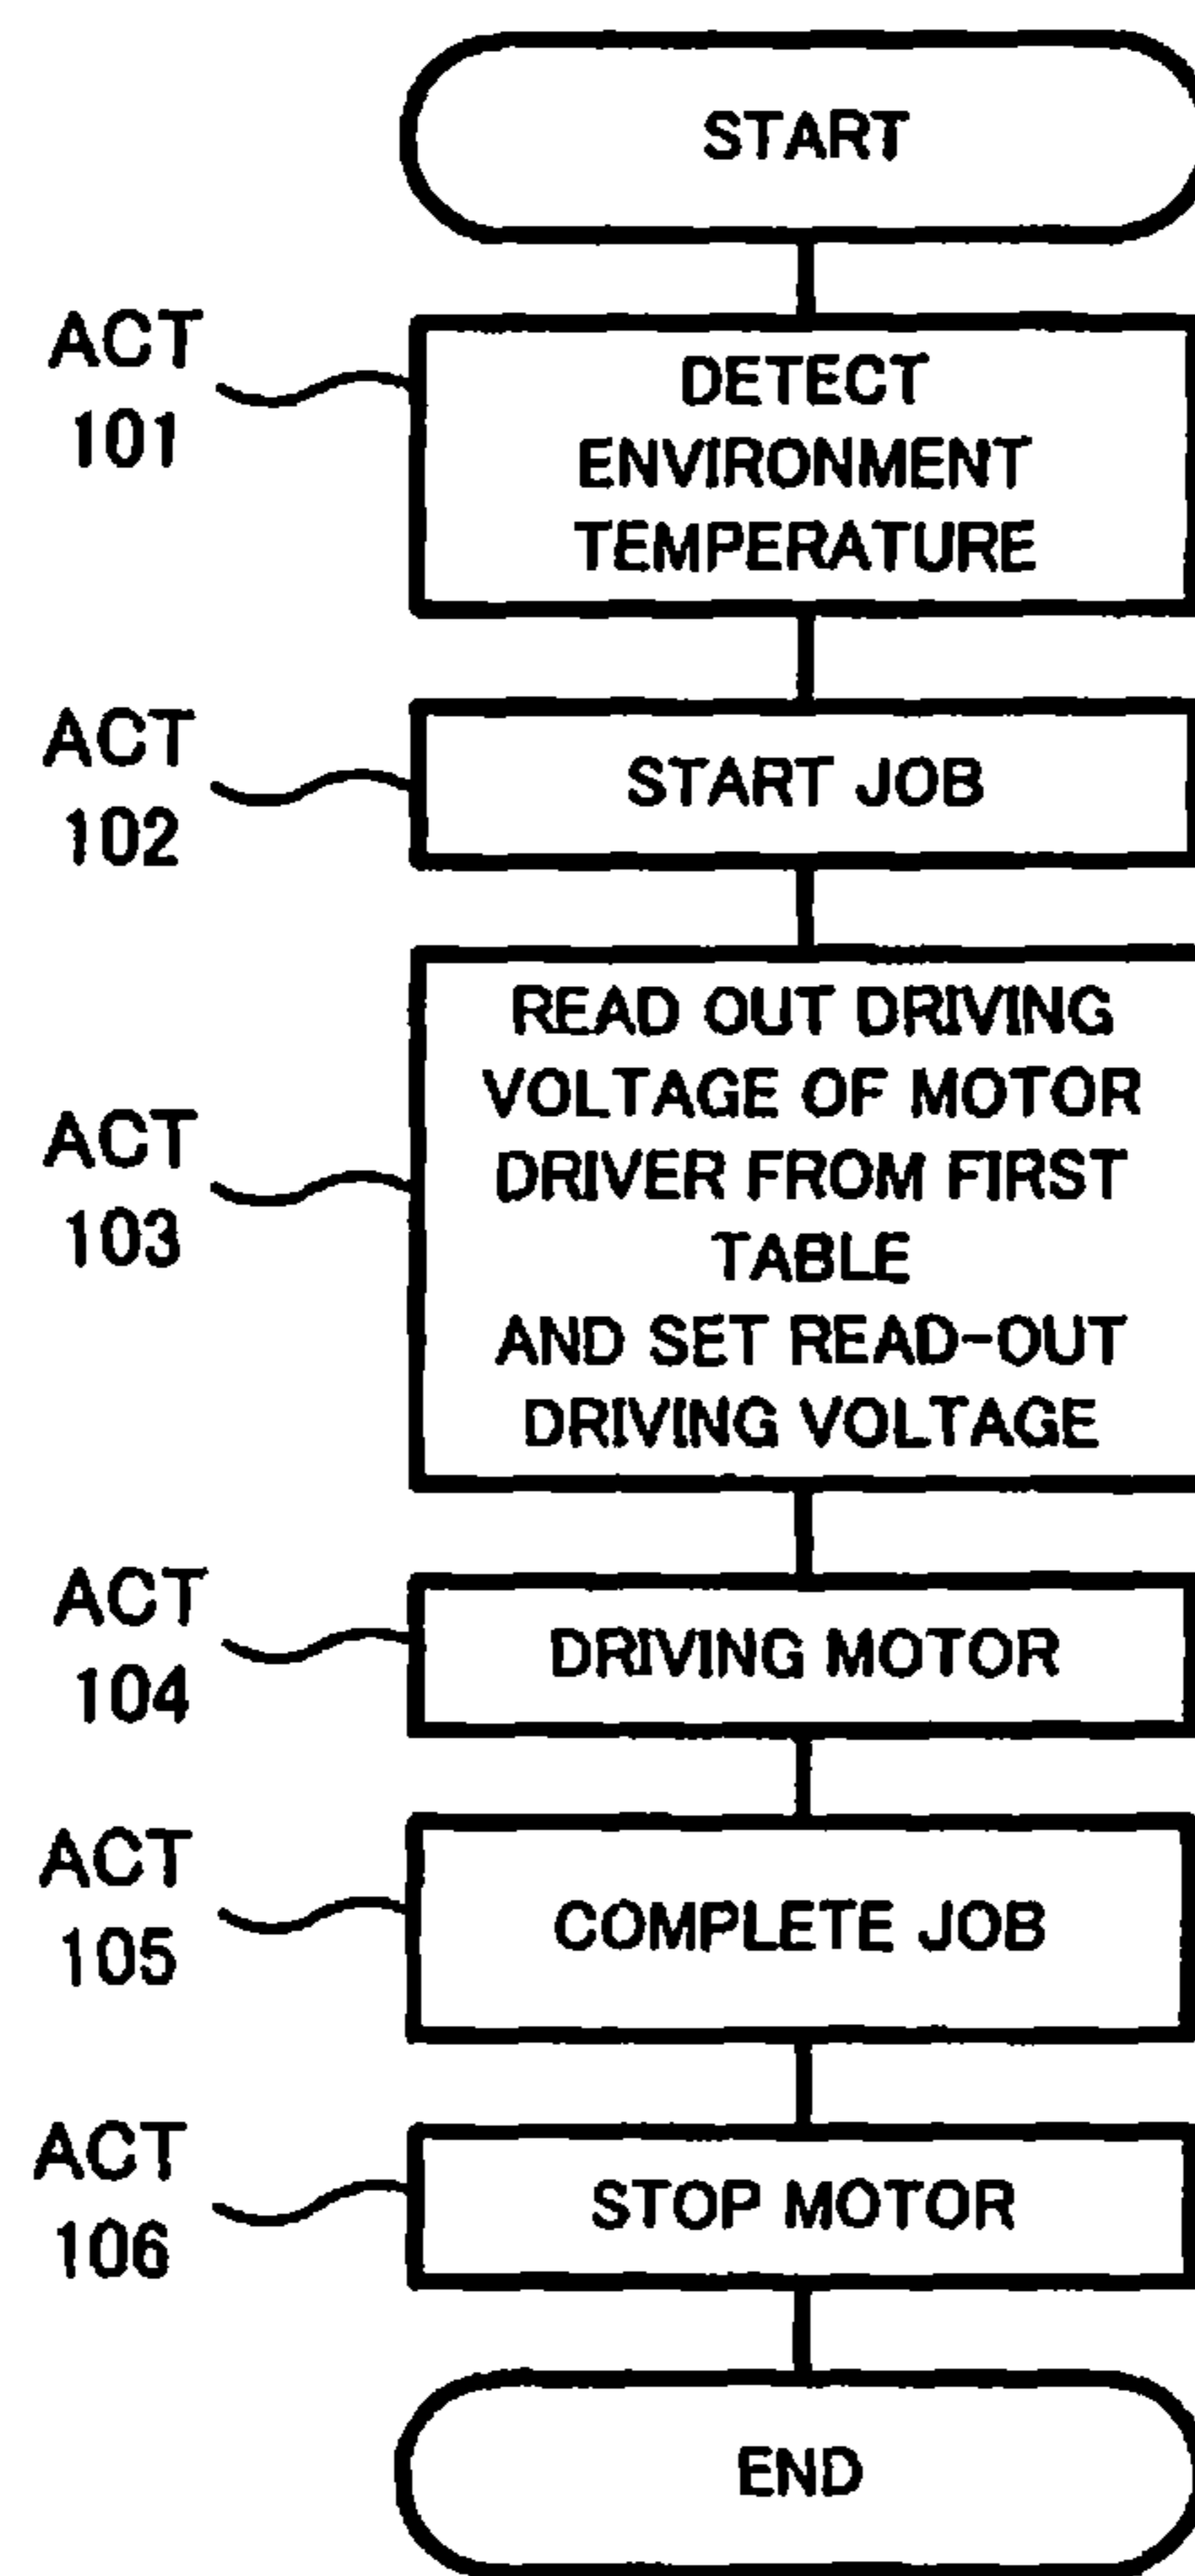 START
ACT
101
DETECT
ENVIRONMENT
TEMPERATURE
ACT
102
START JOB
ACT
103
READ OUT DRIVING
VOLTAGE OF MOTOR
DRIVER FROM FIRST
TABLE
AND SET READ-OUT
DRIVING VOLTAGE
ACT
104
DRIVING MOTOR
ACT
105
COMPLETE JOB
ACT
106
STOP MOTOR
END